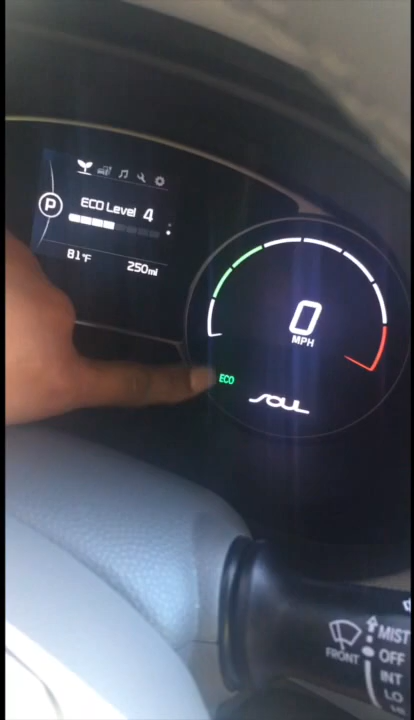 P
ECO Level 4
81°F
250mi
0
MPH
ECO
SOUL
MIST
FRONT
OFF
INT
LO